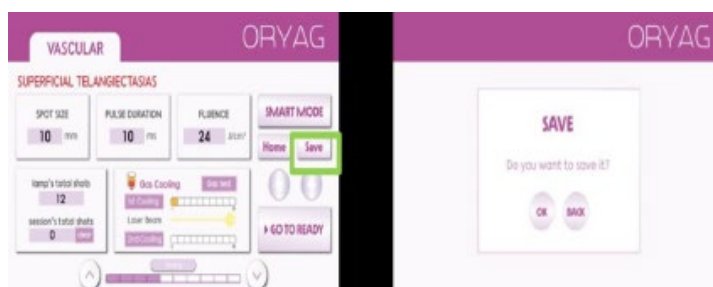 VASCULAR
ORYAG
SUPERFICIAL TELANGIECTASIAS
SPOT SIZE
10 mm
PULSE DURATION
10 ms
FLUENCE
24 J/cm²
SMART MODE
Home
Save
lamp's total shots
12
session's total shots
0
Gas Cooling
Gas test
1st Cooling
Laser Beam
2nd Cooling
GO TO READY
ORYAG
SAVE
Do you want to save it?
OK
BACK